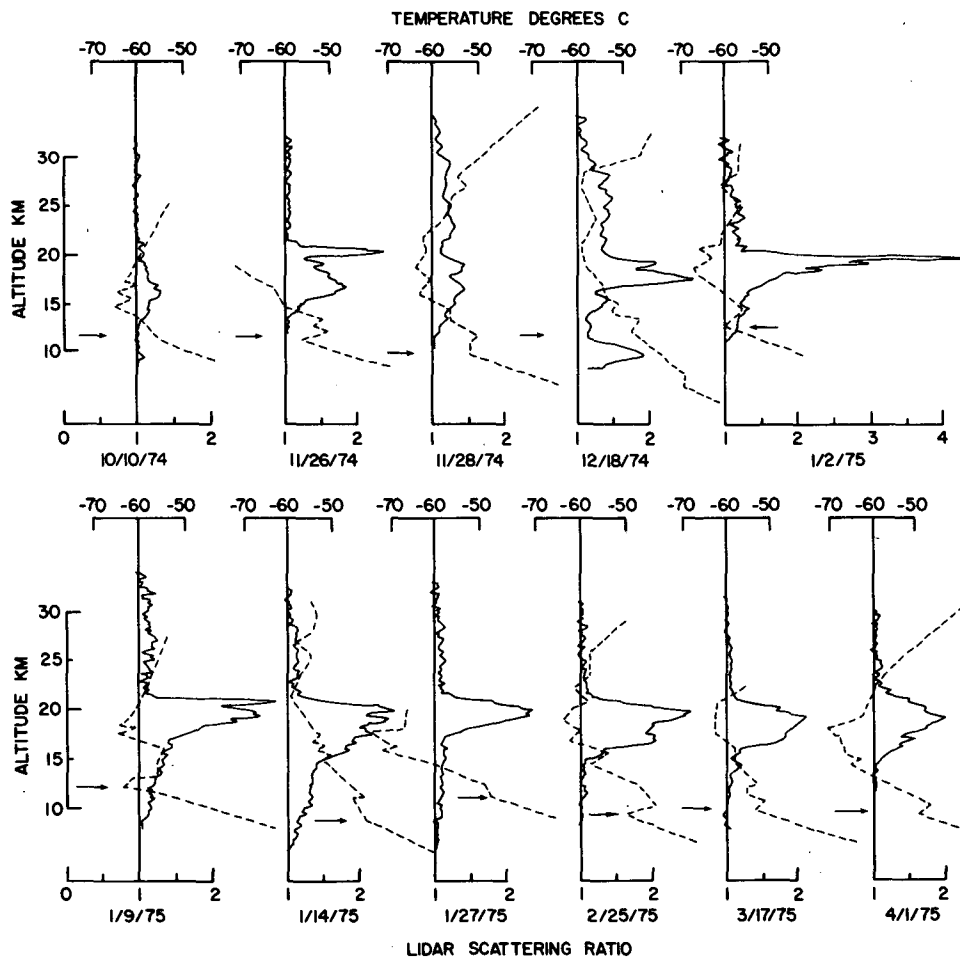 TEMPERATURE DEGREES C
-70 -60 -50 -70 -60 -50 -70 -60 -50 -70 -60 -50 -70 -60 -50
ALTITUDE KM
30
25
20
15
10
0 1 2 1 2 1 2 1 2 1 2 3 4
10/10/74 11/26/74 11/28/74 12/18/74 1/2/75
-70 -60 -50 -70 -60 -50 -70 -60 -50 -70 -60 -50 -70 -60 -50 -70 -60 -50
ALTITUDE KM
30
25
20
15
10
0 1 2 1 2 1 2 1 2 1 2 1 2
1/9/75 1/14/75 1/27/75 2/25/75 3/17/75 4/1/75
LIDAR SCATTERING RATIO